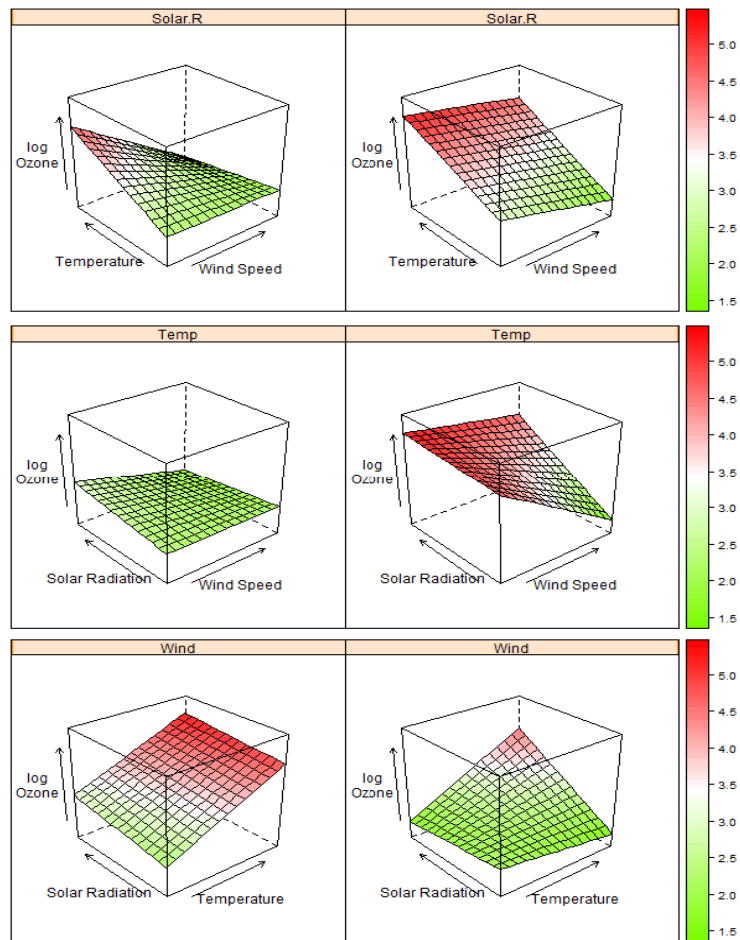 Solar.R
Solar.R
log
Ozone
Temperature
Wind Speed
log
Ozone
Temperature
Wind Speed
5.0
4.5
4.0
3.5
3.0
2.5
2.0
1.5
Temp
Temp
log
Ozone
Solar Radiation
Wind Speed
log
Ozone
Solar Radiation
Wind Speed
5.0
4.5
4.0
3.5
3.0
2.5
2.0
1.5
Wind
Wind
log
Ozone
Solar Radiation
Temperature
log
Ozone
Solar Radiation
Temperature
5.0
4.5
4.0
3.5
3.0
2.5
2.0
1.5